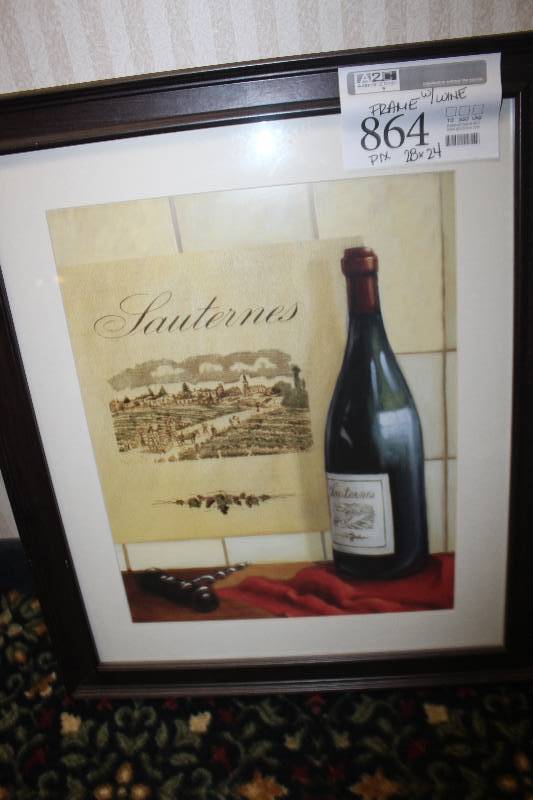 A2Z
FRAME W/ WINE
864
PIX 28x24
Sauternes
Sauternes